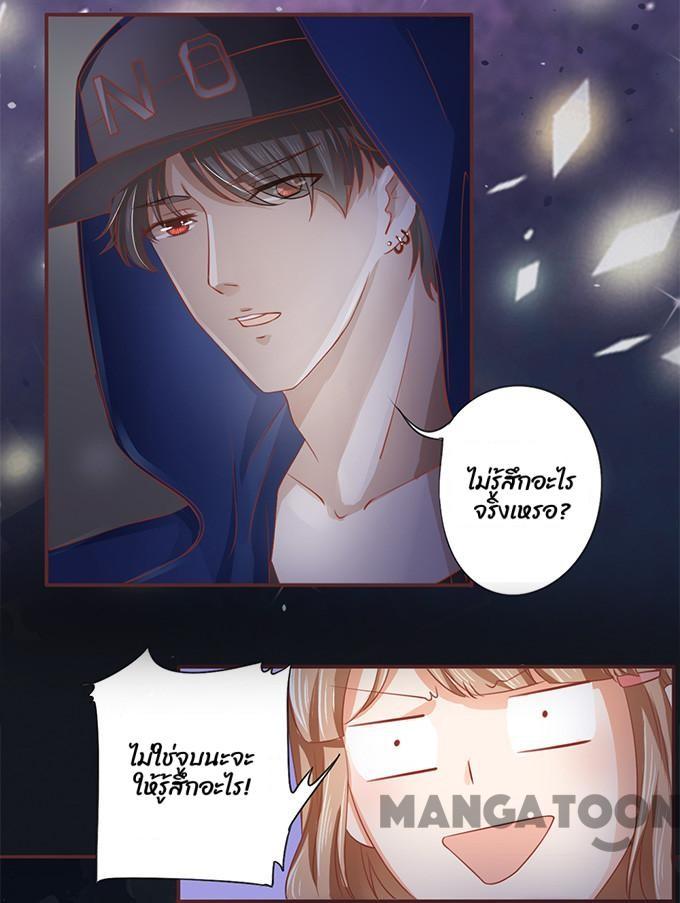 NO
ไม่รู้สึกอะไร
จริงเหรอ?
ไม่ใช่จูบนะจะ
ให้รู้สึกอะไร!
MANGATOON